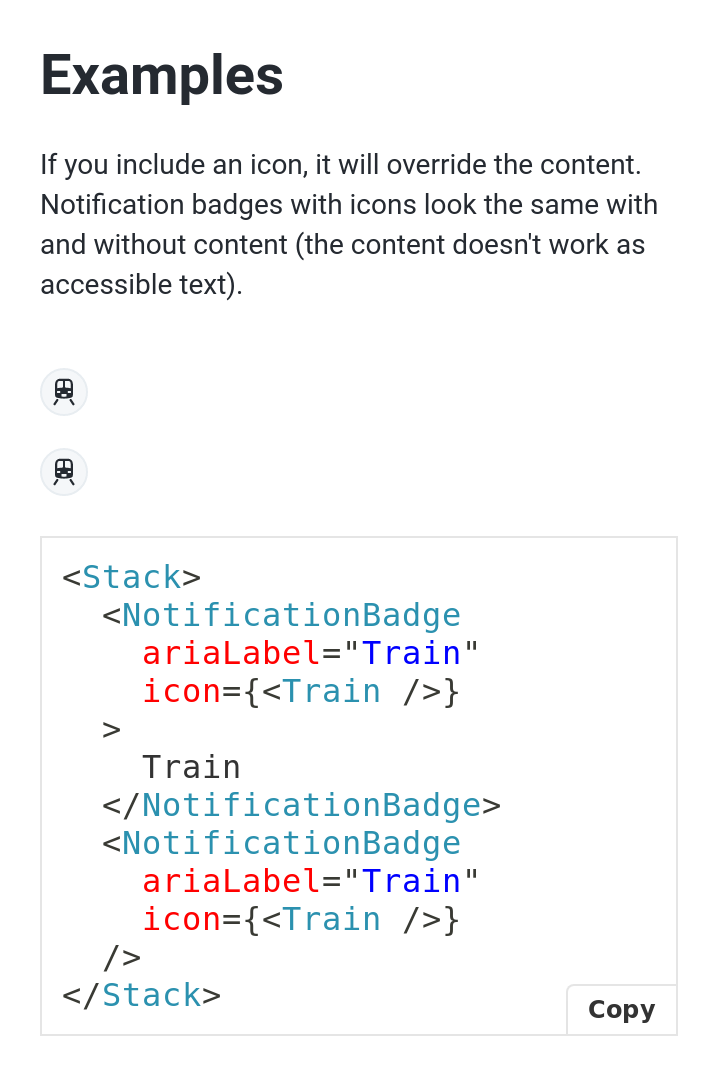 Examples
If you include an icon, it will override the content.
Notification badges with icons look the same with
and without content (the content doesn't work as
accessible text).
<Stack>
  <NotificationBadge
    ariaLabel="Train"
    icon={<Train />}
  >
    Train
  </NotificationBadge>
  <NotificationBadge
    ariaLabel="Train"
    icon={<Train />}
  />
</Stack>
Copy